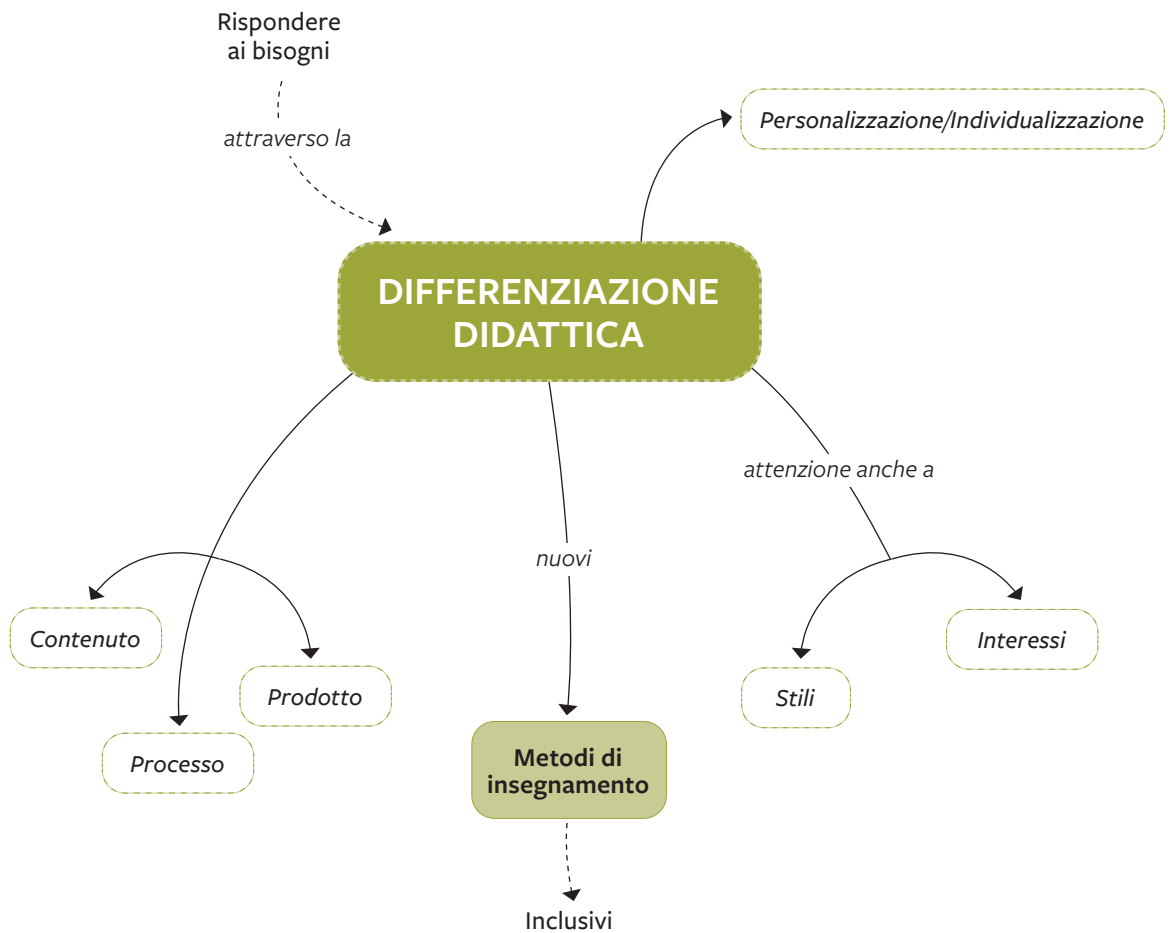 Rispondere
ai bisogni
attraverso la
Personalizzazione/Individualizzazione
DIFFERENZIAZIONE
DIDATTICA
attenzione anche a
nuovi
Contenuto
Prodotto
Processo
Metodi di
insegnamento
Stili
Interessi
Inclusivi